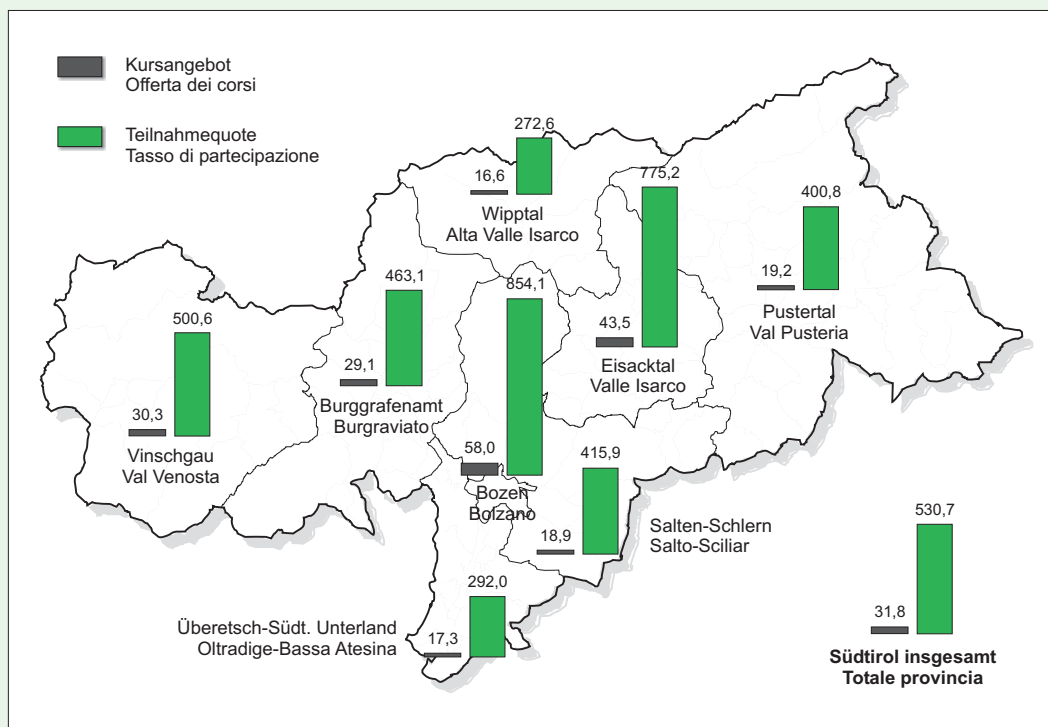 Kursangebot
Offerta dei corsi
Teilnahmequote
Tasso di partecipazione
272,6
16,6
Wipptal
Alta Valle Isarco
775,2
43,5
Eisacktal
Valle Isarco
400,8
19,2
Pustertal
Val Pusteria
463,1
29,1
Burggrafenamt
Burgraviato
854,1
58,0
Bozen
Bolzano
500,6
30,3
Vinschgau
Val Venosta
415,9
18,9
Salten-Schlern
Salto-Sciliar
292,0
17,3
Überetsch-Südt. Unterland
Oltradige-Bassa Atesina
530,7
31,8
Südtirol insgesamt
Totale provincia